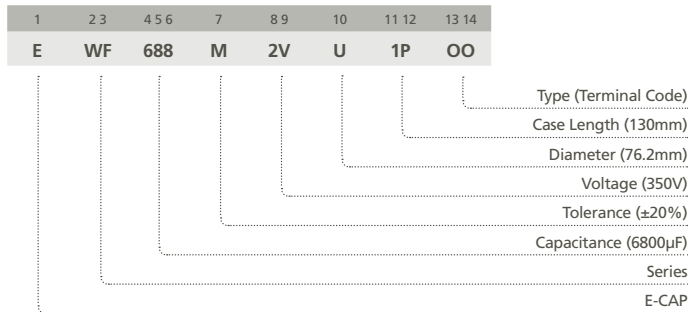 1 2 3 4 5 6 7 8 9 10 11 12 13 14
E WF 688 M 2V U 1P OO
Type (Terminal Code)
Case Length (130mm)
Diameter (76.2mm)
Voltage (350V)
Tolerance (±20%)
Capacitance (6800µF)
Series
E-CAP